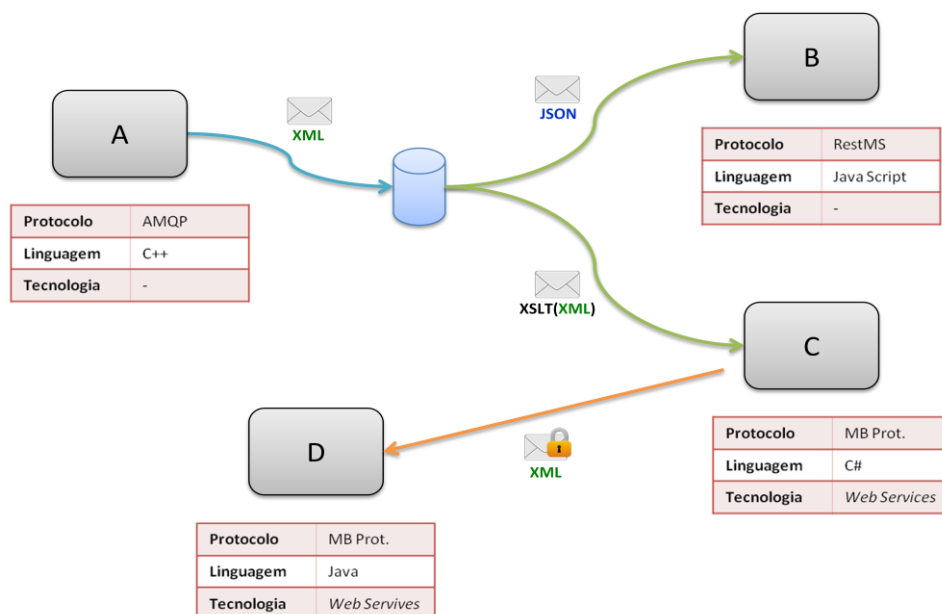 A
XML
Protocolo AMQP
Linguagem C++
Tecnologia -
JSON
B
Protocolo RestMS
Linguagem Java Script
Tecnologia -
XSLT(XML)
C
Protocolo MB Prot.
Linguagem C#
Tecnologia Web Services
D
XML
Protocolo MB Prot.
Linguagem Java
Tecnologia Web Servives